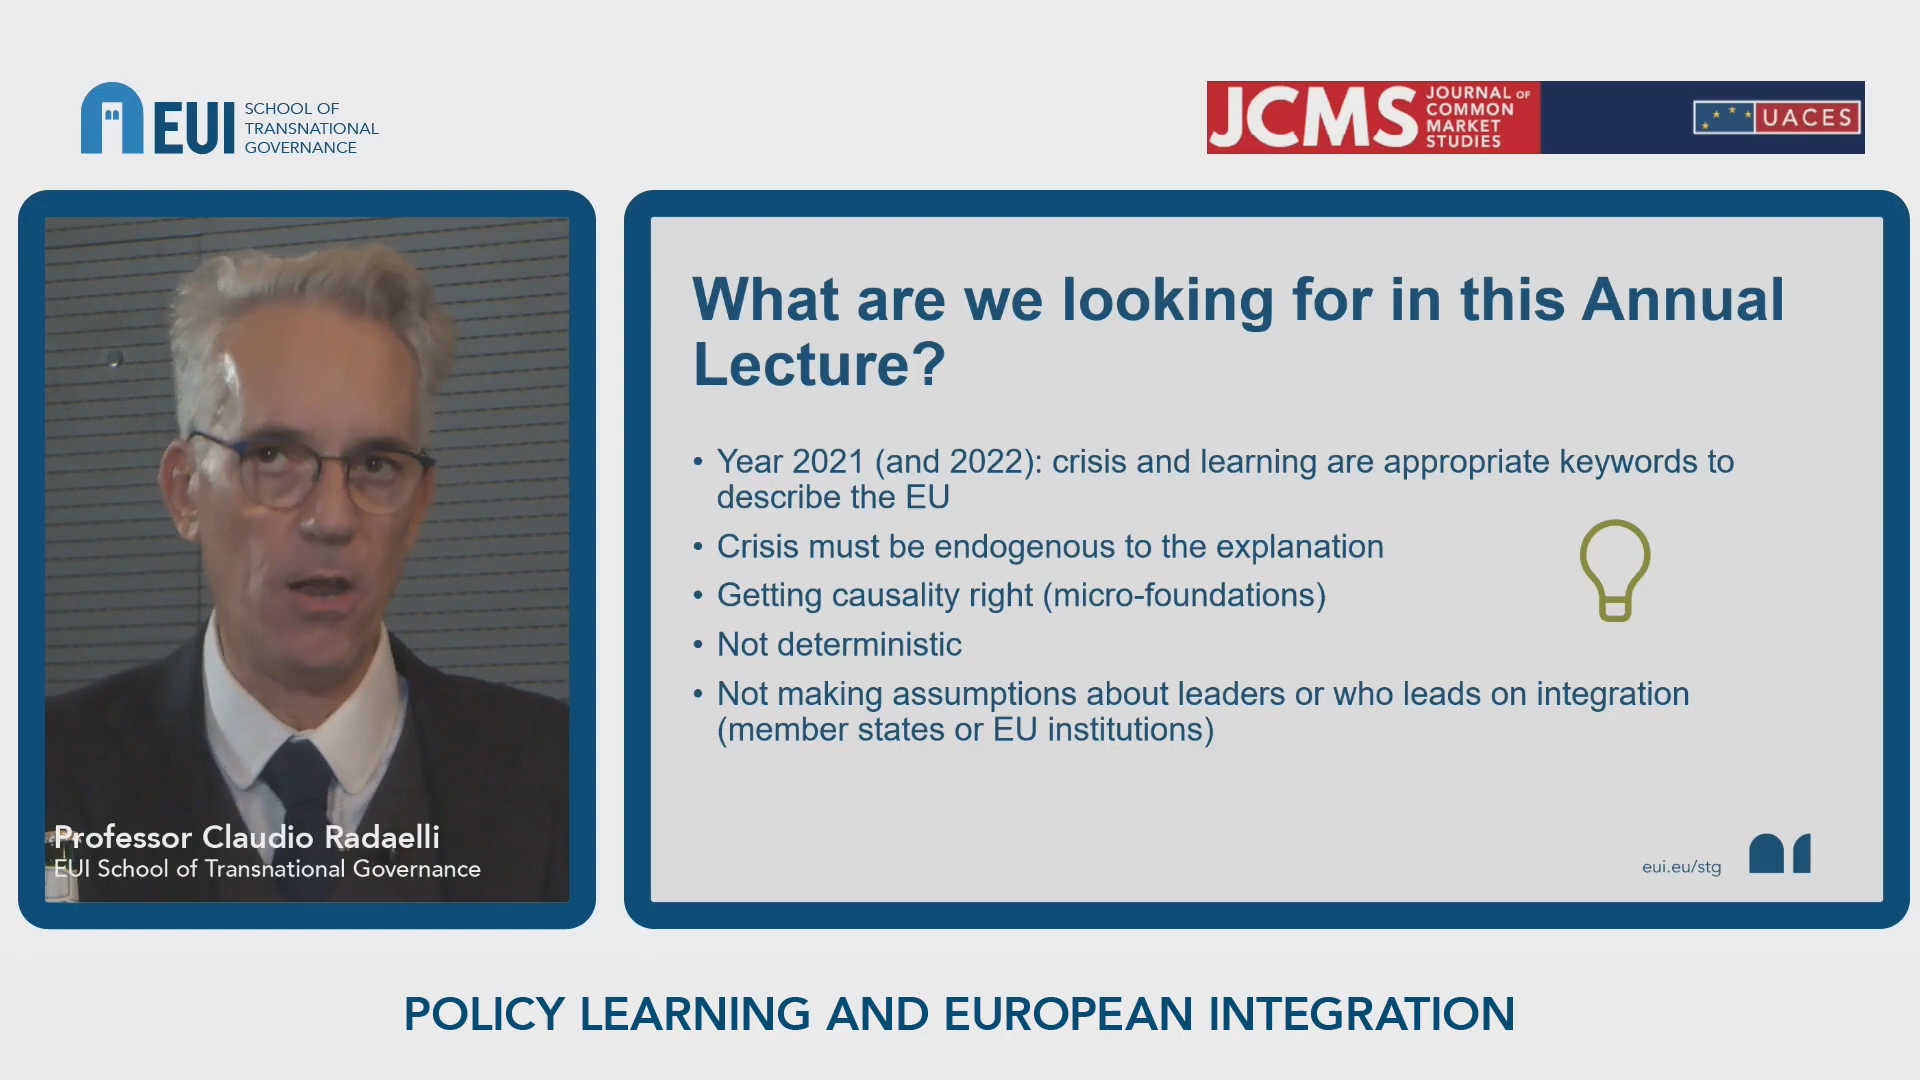 EUI
SCHOOL OF
TRANSNATIONAL
GOVERNANCE
JCMS
JOURNAL OF
COMMON
MARKET
STUDIES
UACES
Professor Claudio Radaelli
EUI School of Transnational Governance
What are we looking for in this Annual
Lecture?
• Year 2021 (and 2022): crisis and learning are appropriate keywords to
describe the EU
• Crisis must be endogenous to the explanation
• Getting causality right (micro-foundations)
• Not deterministic
• Not making assumptions about leaders or who leads on integration
(member states or EU institutions)
eui.eu/stg
POLICY LEARNING AND EUROPEAN INTEGRATION